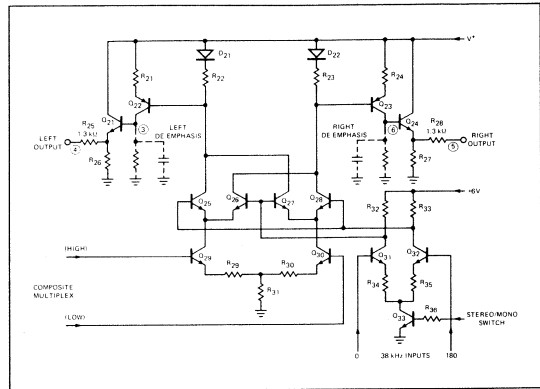 V+
D21
D22
R21
R22
R23
R24
Q22
Q21
Q23
Q24
R25
1.3 kΩ
3
LEFT
DE EMPHASIS
RIGHT
DE EMPHASIS
6
R28
1.3 kΩ
LEFT
OUTPUT
4
R26
R27
5
RIGHT
OUTPUT
+6V
Q25
Q26
Q27
Q28
R32
R33
(HIGH)
Q29
Q30
Q31
Q32
R29
R30
R34
R35
COMPOSITE
MULTIPLEX
R31
(LOW)
Q33
R36
STEREO/MONO
SWITCH
0
38 kHz INPUTS
180